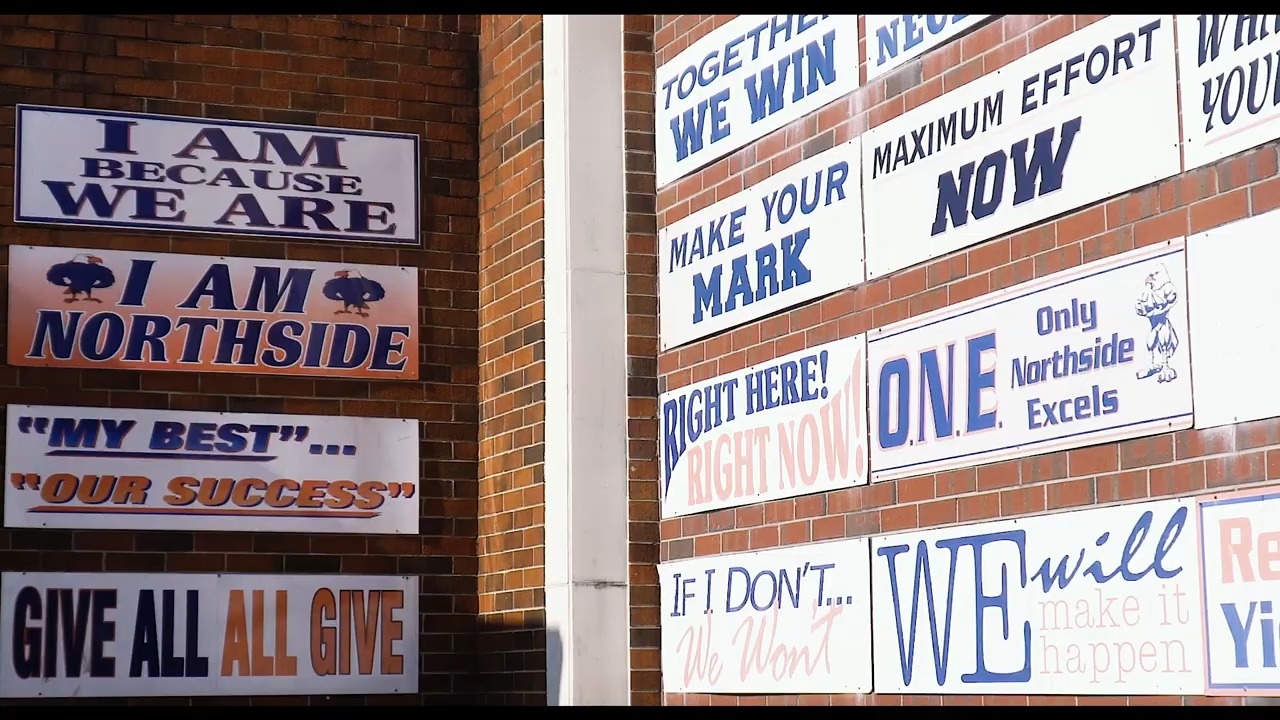 I AM
BECAUSE
WE ARE
I AM
NORTHSIDE
"MY BEST"...
"OUR SUCCESS"
GIVE ALL ALL GIVE
TOGETHER
WE WIN
MAXIMUM EFFORT
NOW
MAKE YOUR
MARK
RIGHT HERE!
RIGHT NOW!
O.N.E.
Only
Northside
Excels
IF I DON'T...
We Won't
WE will
make it
happen